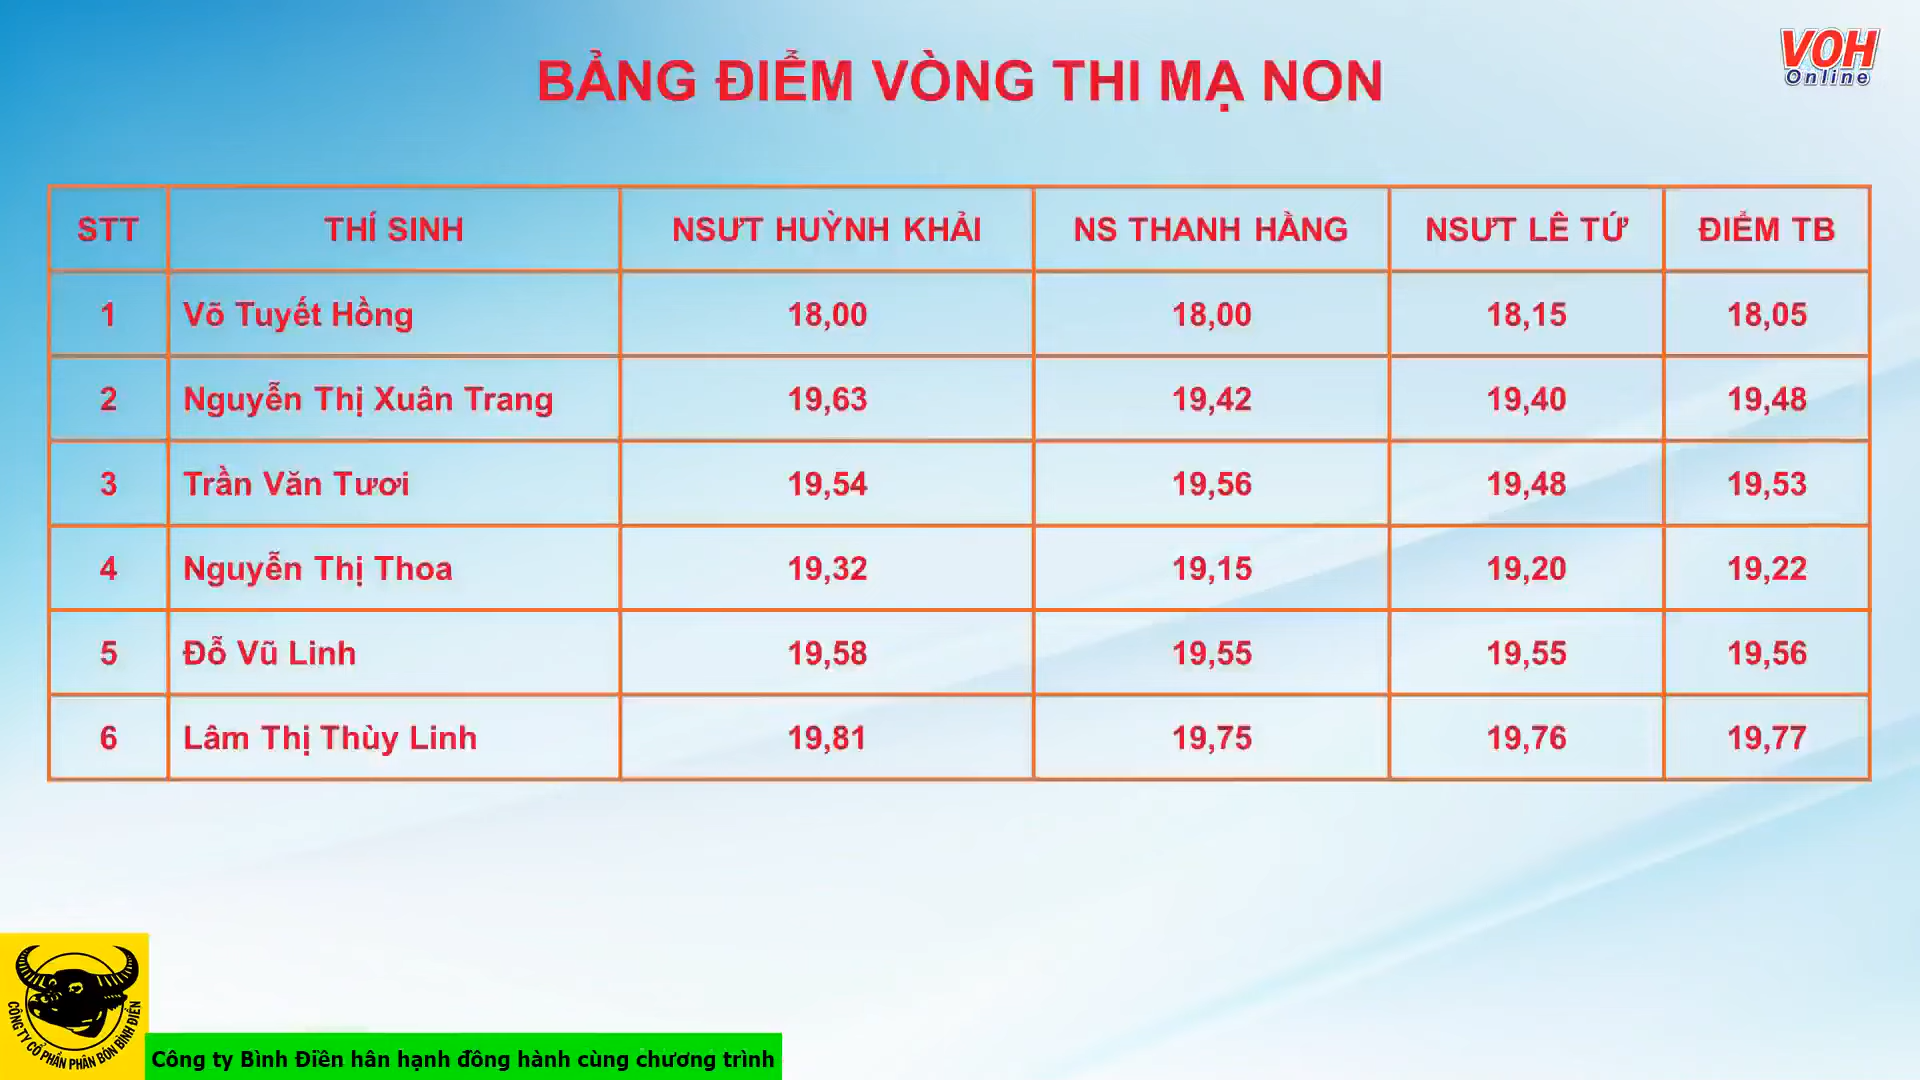 VOH
Online
BẢNG ĐIỂM VÒNG THI MẠ NON
STT THÍ SINH NSƯT HUỲNH KHẢI NS THANH HẰNG NSƯT LÊ TỨ ĐIỂM TB
1 Võ Tuyết Hồng 18,00 18,00 18,15 18,05
2 Nguyễn Thị Xuân Trang 19,63 19,42 19,40 19,48
3 Trần Văn Tươi 19,54 19,56 19,48 19,53
4 Nguyễn Thị Thoa 19,32 19,15 19,20 19,22
5 Đỗ Vũ Linh 19,58 19,55 19,55 19,56
6 Lâm Thị Thùy Linh 19,81 19,75 19,76 19,77
CÔNG TY CỔ PHẦN PHÂN BÓN BÌNH ĐIỀN
Công ty Bình Điền hân hạnh đồng hành cùng chương trình